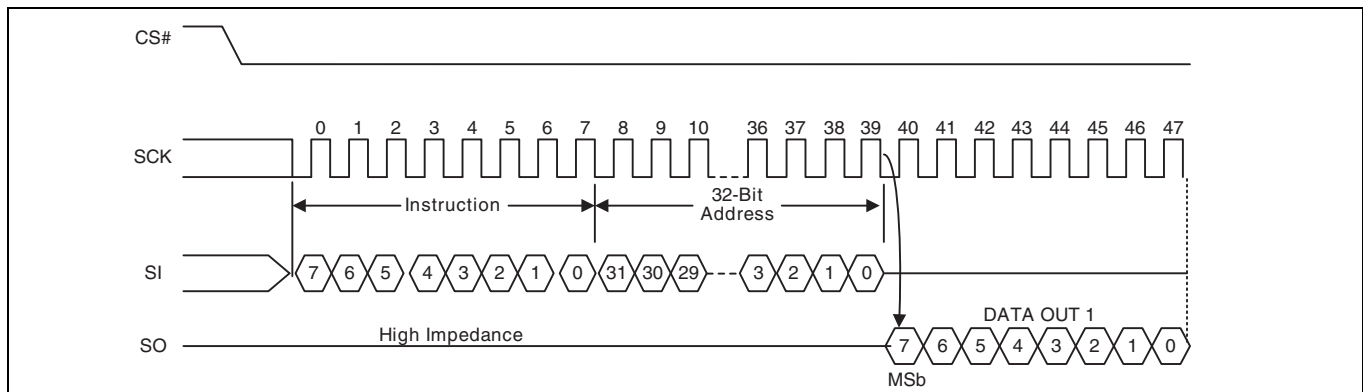 CS#
0 1 2 3 4 5 6 7 8 9 10 36 37 38 39 40 41 42 43 44 45 46 47
SCK
Instruction
32-Bit
Address
SI
7 6 5 4 3 2 1 0 31 30 29 3 2 1 0
DATA OUT 1
High Impedance
SO
7 6 5 4 3 2 1 0
MSb